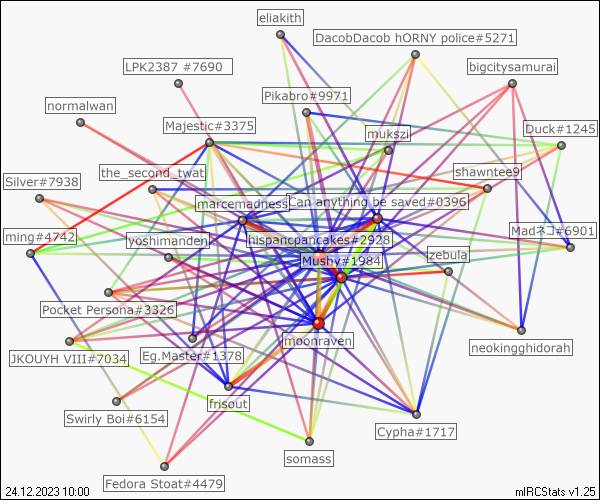 eliakith
DacobDacob hORNY police#5271
LPK2387 #7690
bigcitysamurai
normalwan
Pikabro#9971
Majestic#3375
mukszi
Duck#1245
the_second_twat
shawntee9
Silver#7938
marcemadness
Can anything be saved#0396
ming#4742
yoshimanden
hispancpancakes#2928
Madネコ#6901
Mushy#1984
zebula
Pocket Persona#3326
JKOUYH VIII#7034
Eg.Master#1378
moonraven
neokingghidorah
frisout
Swirly Boi#6154
Cypha#1717
somass
Fedora Stoat#4479
24.12.2023 10:00
mIRCStats v1.25